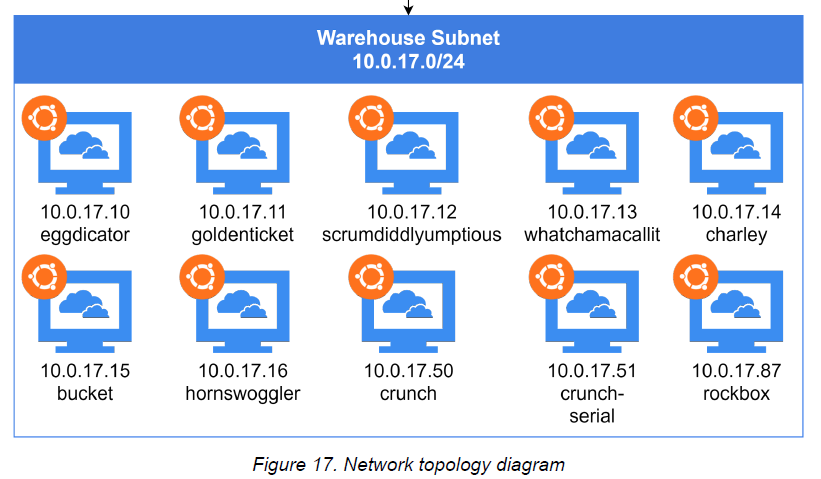 Warehouse Subnet
10.0.17.0/24
10.0.17.10
eggdicator
10.0.17.11
goldenticket
10.0.17.12
scrumdiddlyumptious
10.0.17.13
whatchamacallit
10.0.17.14
charley
10.0.17.15
bucket
10.0.17.16
hornswoggler
10.0.17.50
crunch
10.0.17.51
crunch-
serial
10.0.17.87
rockbox
Figure 17. Network topology diagram